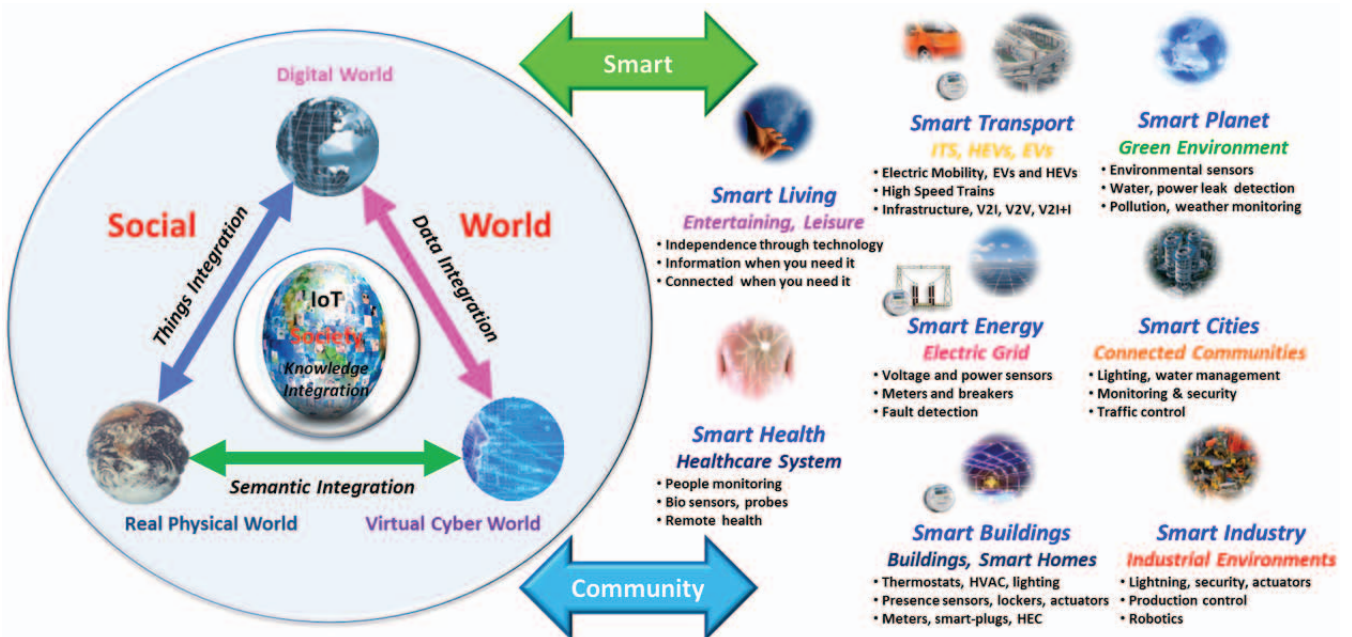 Digital World
Social World
Things Integration
Data Integration
IoT
Society
Knowledge
Integration
Semantic Integration
Real Physical World
Virtual Cyber World
Smart
Community
Smart Living
Entertaining, Leisure
• Independence through technology
• Information when you need it
• Connected when you need it
Smart Health
Healthcare System
• People monitoring
• Bio sensors, probes
• Remote health
Smart Transport
ITS, HEVs, EVs
• Electric Mobility, EVs and HEVs
• High Speed Trains
• Infrastructure, V2I, V2V, V2I+I
Smart Planet
Green Environment
• Environmental sensors
• Water, power leak detection
• Pollution, weather monitoring
Smart Energy
Electric Grid
• Voltage and power sensors
• Meters and breakers
• Fault detection
Smart Cities
Connected Communities
• Lighting, water management
• Monitoring & security
• Traffic control
Smart Buildings
Buildings, Smart Homes
• Thermostats, HVAC, lighting
• Presence sensors, lockers, actuators
• Meters, smart-plugs, HEC
Smart Industry
Industrial Environments
• Lightning, security, actuators
• Production control
• Robotics